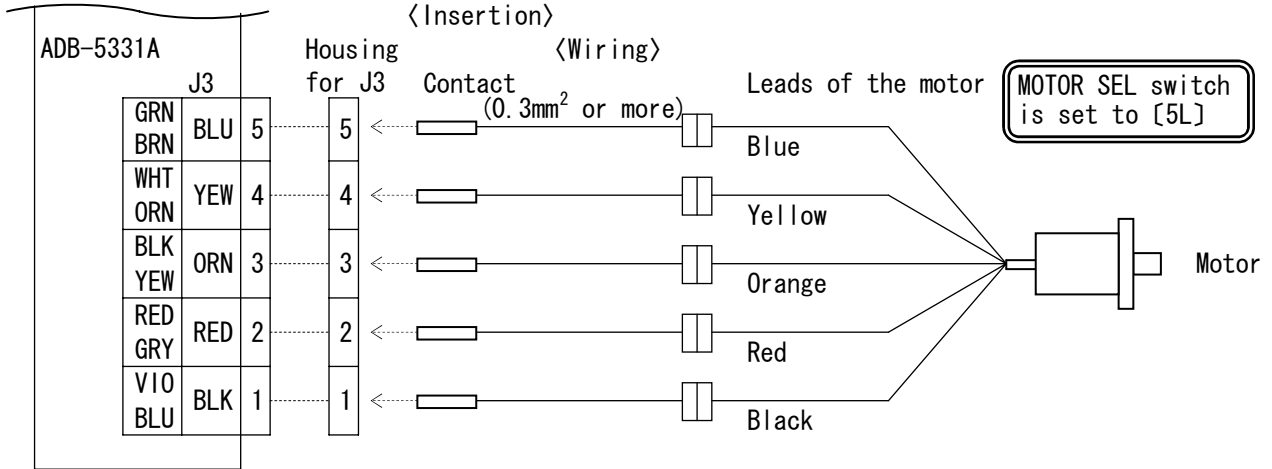 〈Insertion〉
ADB-5331A
Housing
for J3
〈Wiring〉
J3
Contact
(0.3mm² or more)
Leads of the motor
MOTOR SEL switch
is set to 〔5L〕
GRN
BRN
BLU 5
5
Blue
WHT
ORN
YEW 4
4
Yellow
BLK
YEW
ORN 3
3
Orange
Motor
RED
GRY
RED 2
2
Red
VIO
BLU
BLK 1
1
Black